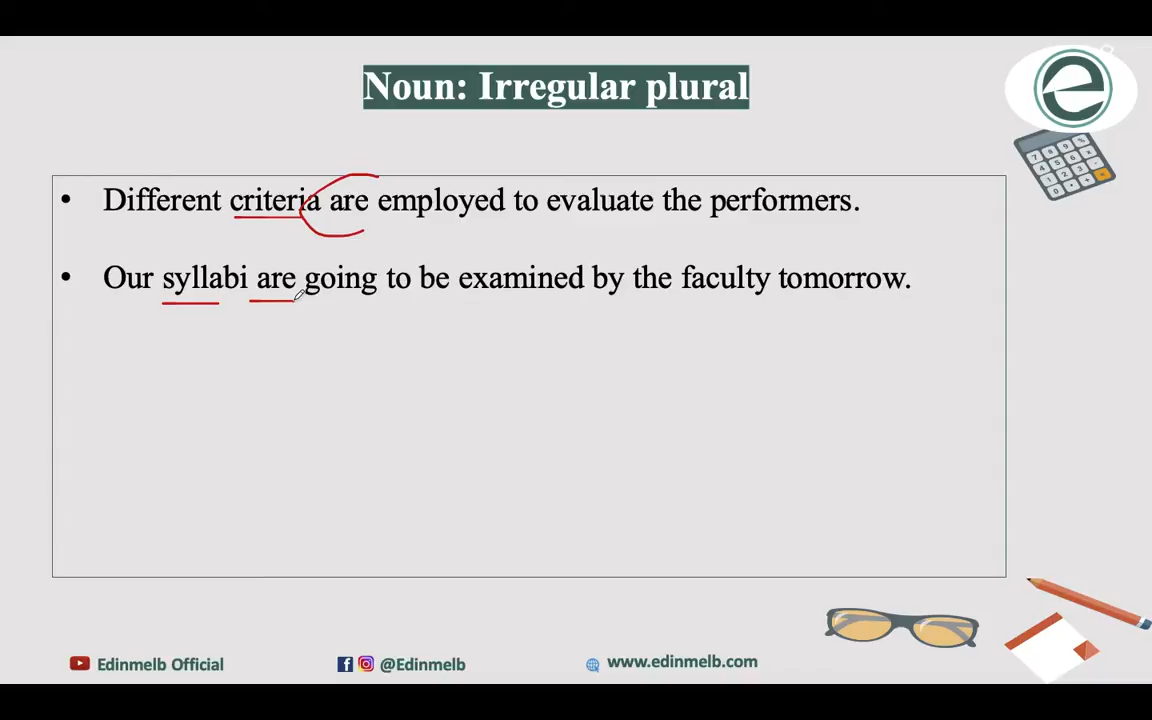 Noun: Irregular plural
• Different criteria are employed to evaluate the performers.
• Our syllabi are going to be examined by the faculty tomorrow.
Edinmelb Official
@Edinmelb
www.edinmelb.com